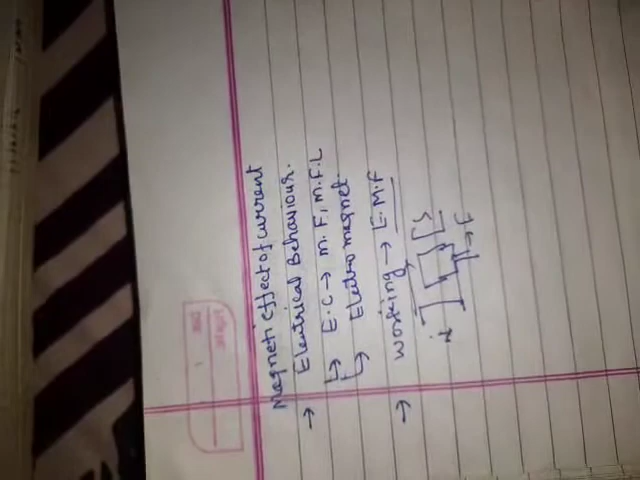 Magnetic effect of current
→ Electrical Behaviour.
↳ E.C → M.F, M.F.L
↳ Electro magnet
→ working → E.M.F